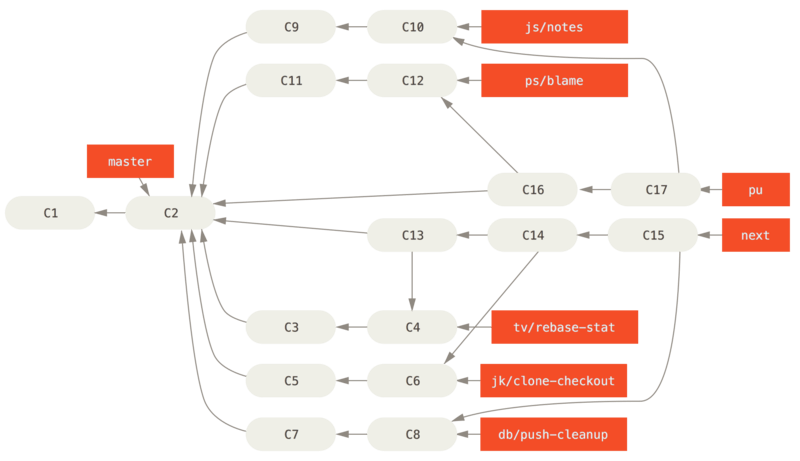 C9 C10 js/notes
C11 C12 ps/blame
master
C16 C17 pu
C1 C2
C13 C14 C15 next
C3 C4 tv/rebase-stat
C5 C6 jk/clone-checkout
C7 C8 db/push-cleanup